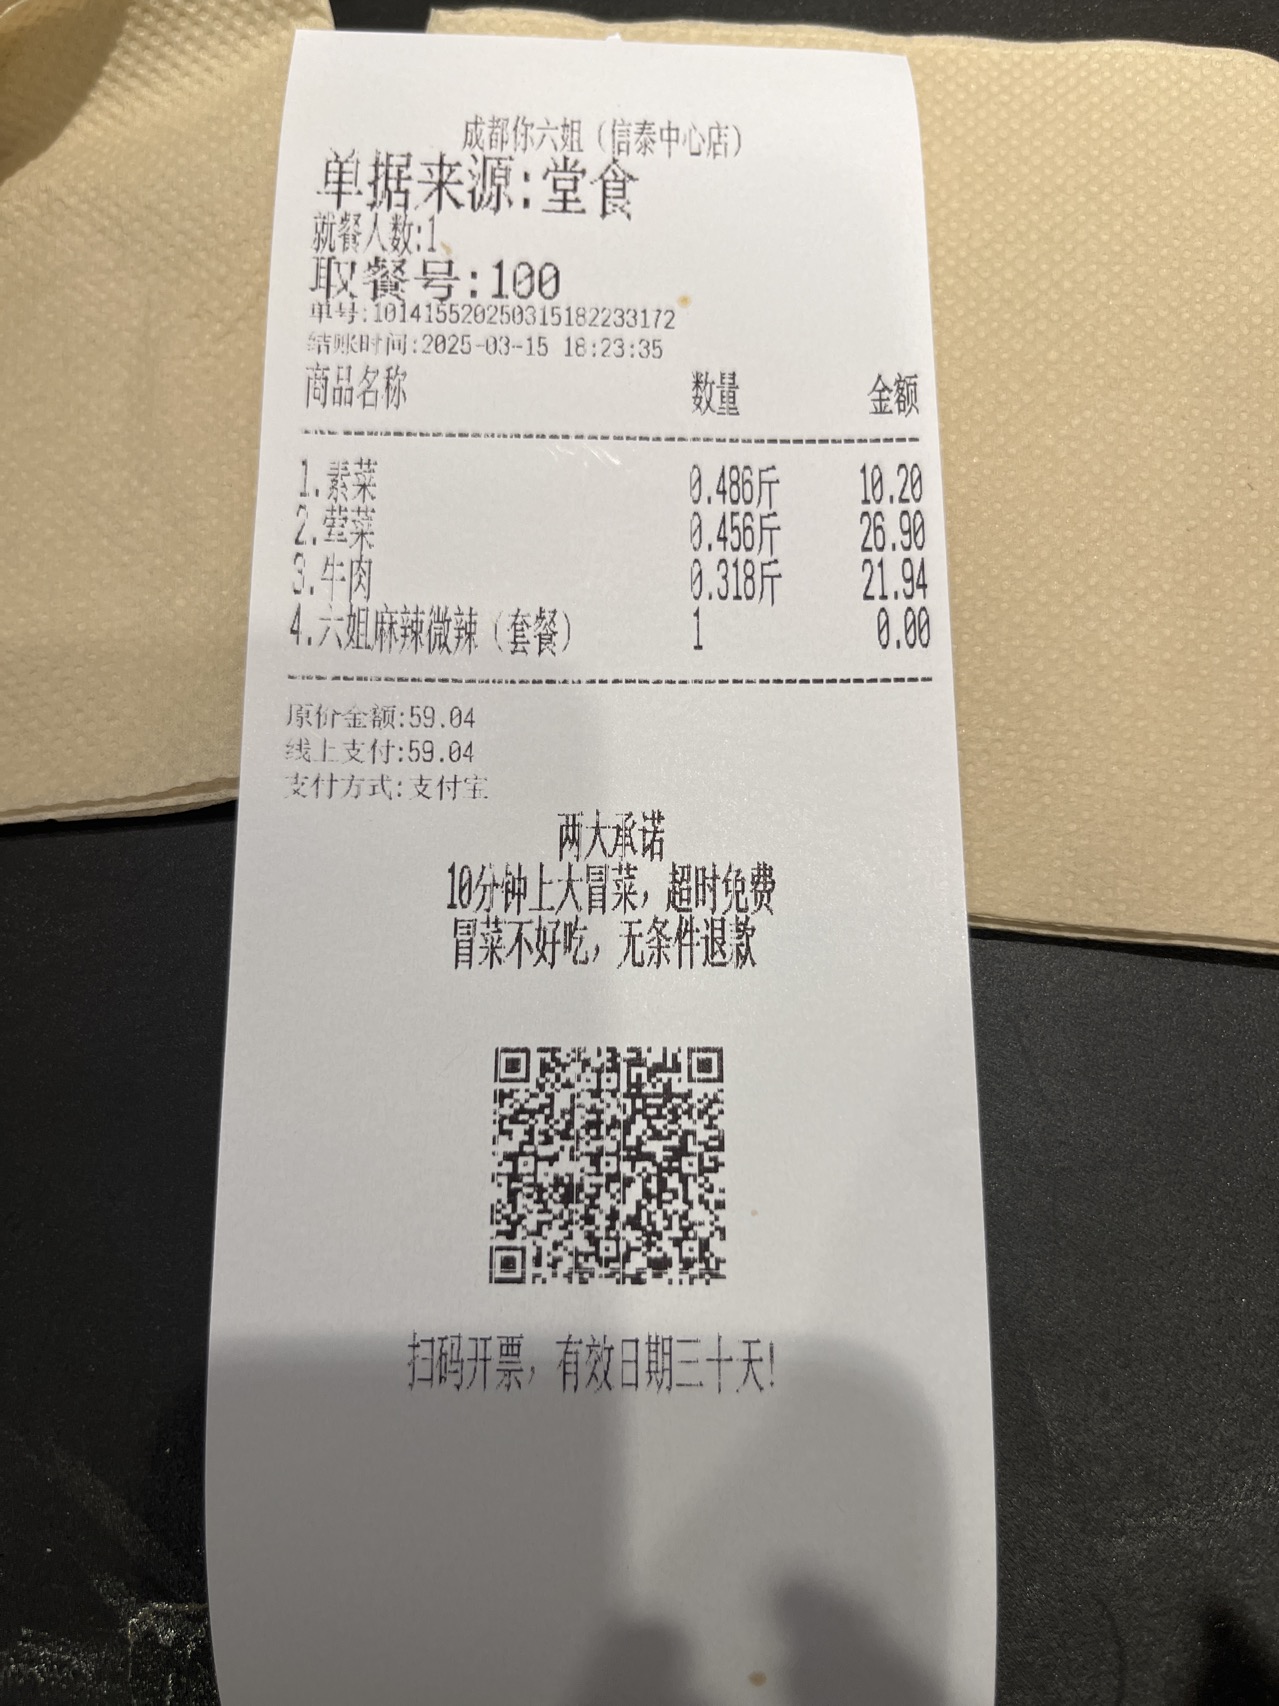 成都你六姐（信泰中心店）
单据来源:堂食
就餐人数:1
取餐号:100
单号:10141552025031518223​3172
结账时间:2025-03-15 18:23:35
商品名称 数量 金额
1.素菜 0.486斤 10.20
2.荤菜 0.456斤 26.90
3.牛肉 0.318斤 21.94
4.六姐麻辣微辣（套餐） 1 0.00
原价金额:59.04
线上支付:59.04
支付方式:支付宝
两大承诺
10分钟上大冒菜，超时免费
冒菜不好吃，无条件退款
扫码开票，有效日期三十天!